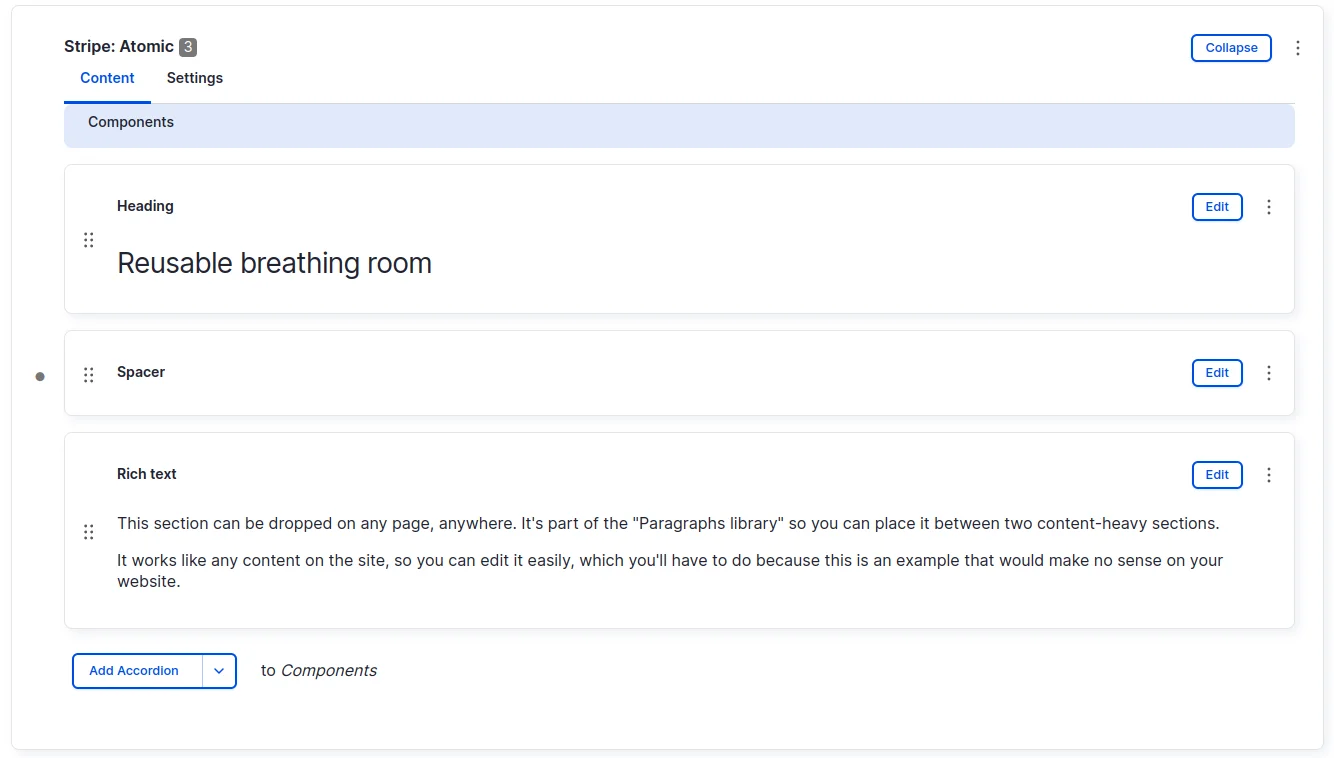 Stripe: Atomic 3
Collapse
Content Settings
Components
Heading
Edit
Reusable breathing room
Spacer
Edit
Rich text
Edit
This section can be dropped on any page, anywhere. It's part of the "Paragraphs library" so you can place it between two content-heavy sections.
It works like any content on the site, so you can edit it easily, which you'll have to do because this is an example that would make no sense on your
website.
Add Accordion
to Components